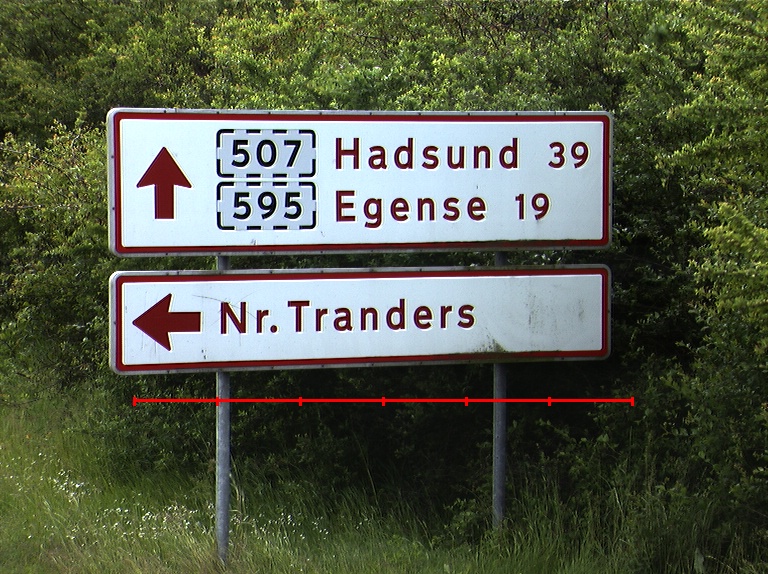 507 Hadsund 39
595 Egense 19
Nr. Tranders